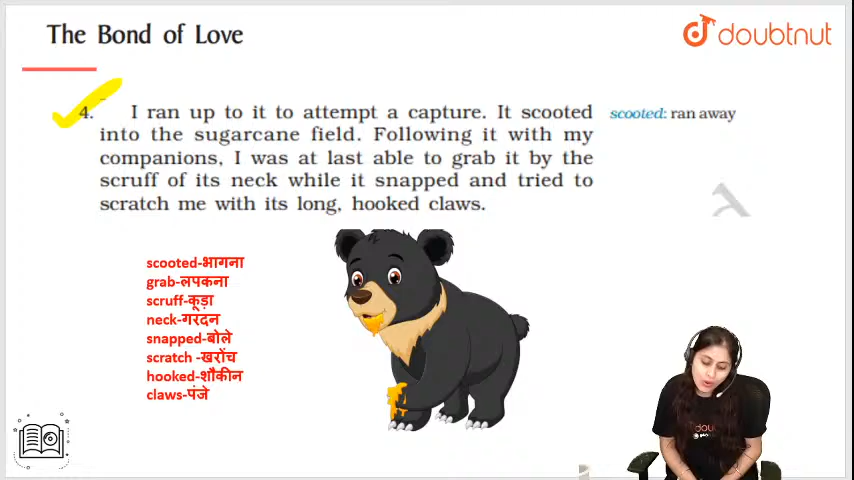 The Bond of Love
doubtnut
4. I ran up to it to attempt a capture. It scooted
into the sugarcane field. Following it with my
companions, I was at last able to grab it by the
scruff of its neck while it snapped and tried to
scratch me with its long, hooked claws.
scooted: ran away
scooted-भागना
grab-लपकना
scruff-कूड़ा
neck-गरदन
snapped-बोले
scratch -खरोंच
hooked-शौकीन
claws-पंजे